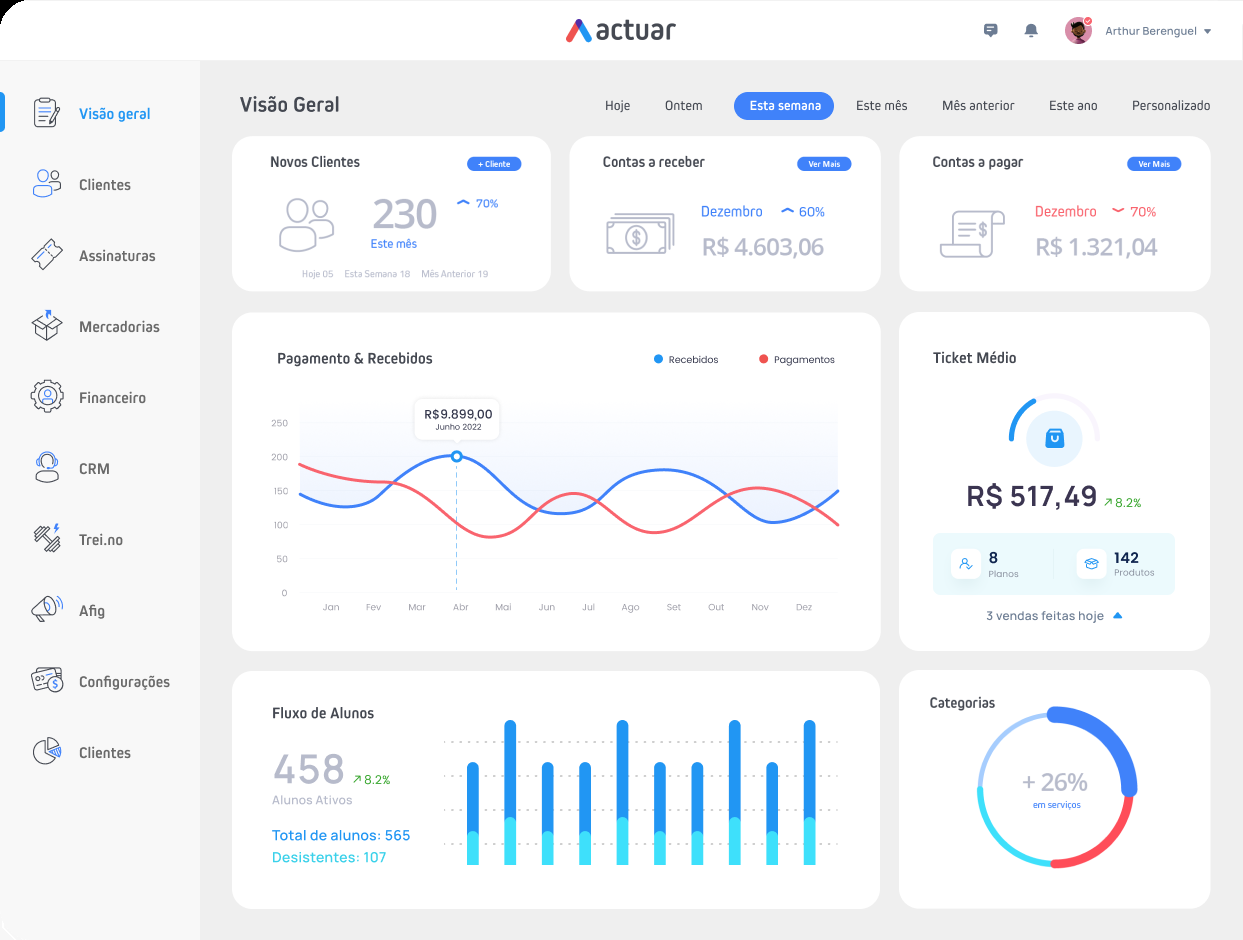 actuar
Arthur Berenguel
Visão geral
Clientes
Assinaturas
Mercadorias
Financeiro
CRM
Trei.no
Afig
Configurações
Clientes
Visão Geral
Hoje
Ontem
Esta semana
Este mês
Mês anterior
Este ano
Personalizado
Novos Clientes
+ Cliente
230
70%
Este mês
Hoje 05 Esta Semana 18 Mês Anterior 19
Contas a receber
Ver Mais
Dezembro 60%
R$ 4.603,06
Contas a pagar
Ver Mais
Dezembro 70%
R$ 1.321,04
Pagamento & Recebidos
Recebidos
Pagamentos
R$9.899,00
Junho 2022
250
200
150
100
50
0
Jan Fev Mar Abr Mai Jun Jul Ago Set Out Nov Dez
Ticket Médio
R$ 517,49 8.2%
8
Planos
142
Produtos
3 vendas feitas hoje
Fluxo de Alunos
458 8.2%
Alunos Ativos
Total de alunos: 565
Desistentes: 107
Categorias
+ 26%
em serviços